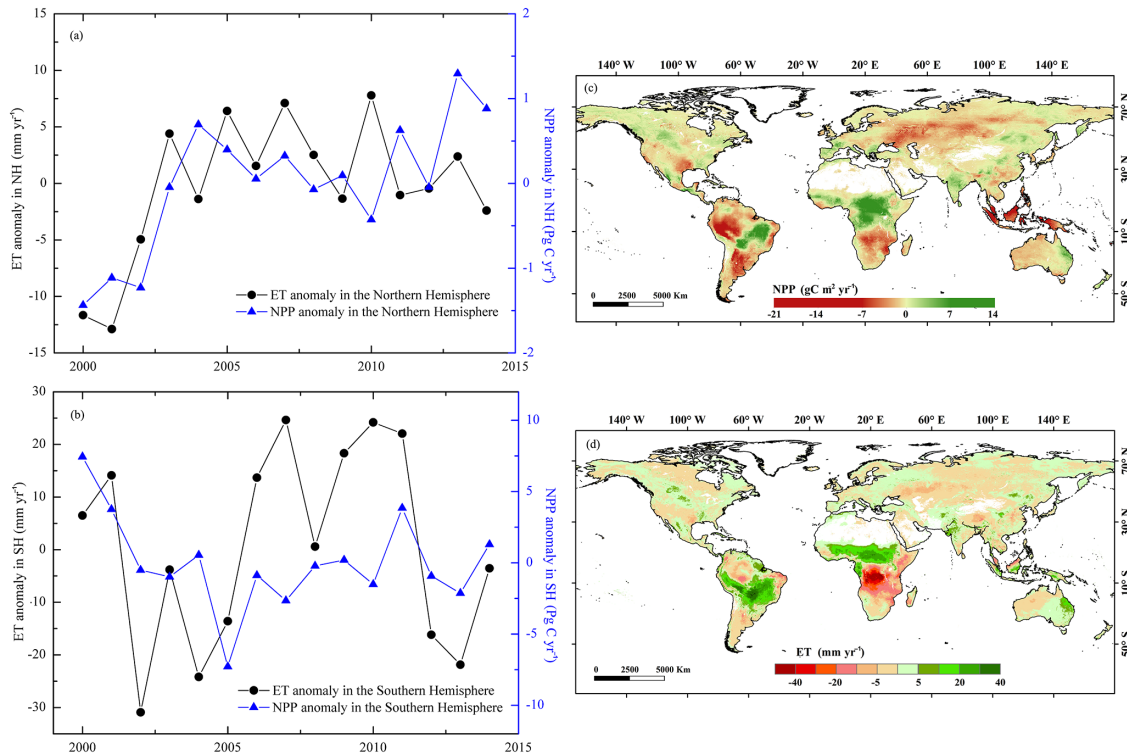 (a)
ET anomaly in NH (mm yr⁻¹)
15
10
5
0
-5
-10
-15
2
1
0
-1
-2
NPP anomaly in NH (Pg C yr⁻¹)
ET anomaly in the Northern Hemisphere
NPP anomaly in the Northern Hemisphere
2000 2005 2010 2015
(b)
ET anomaly in SH (mm yr⁻¹)
30
20
10
0
-10
-20
-30
10
5
0
-5
-10
NPP anomaly in SH (Pg C yr⁻¹)
ET anomaly in the Southern Hemisphere
NPP anomaly in the Southern Hemisphere
2000 2005 2010 2015
140° W 100° W 60° W 20° W 20° E 60° E 100° E 140° E
(c)
0 2500 5000 Km
NPP (gC m² yr⁻¹)
-21 -14 -7 0 7 14
140° W 100° W 60° W 20° W 20° E 60° E 100° E 140° E
(d)
0 2500 5000 Km
ET (mm yr⁻¹)
-40 -20 -5 5 20 40